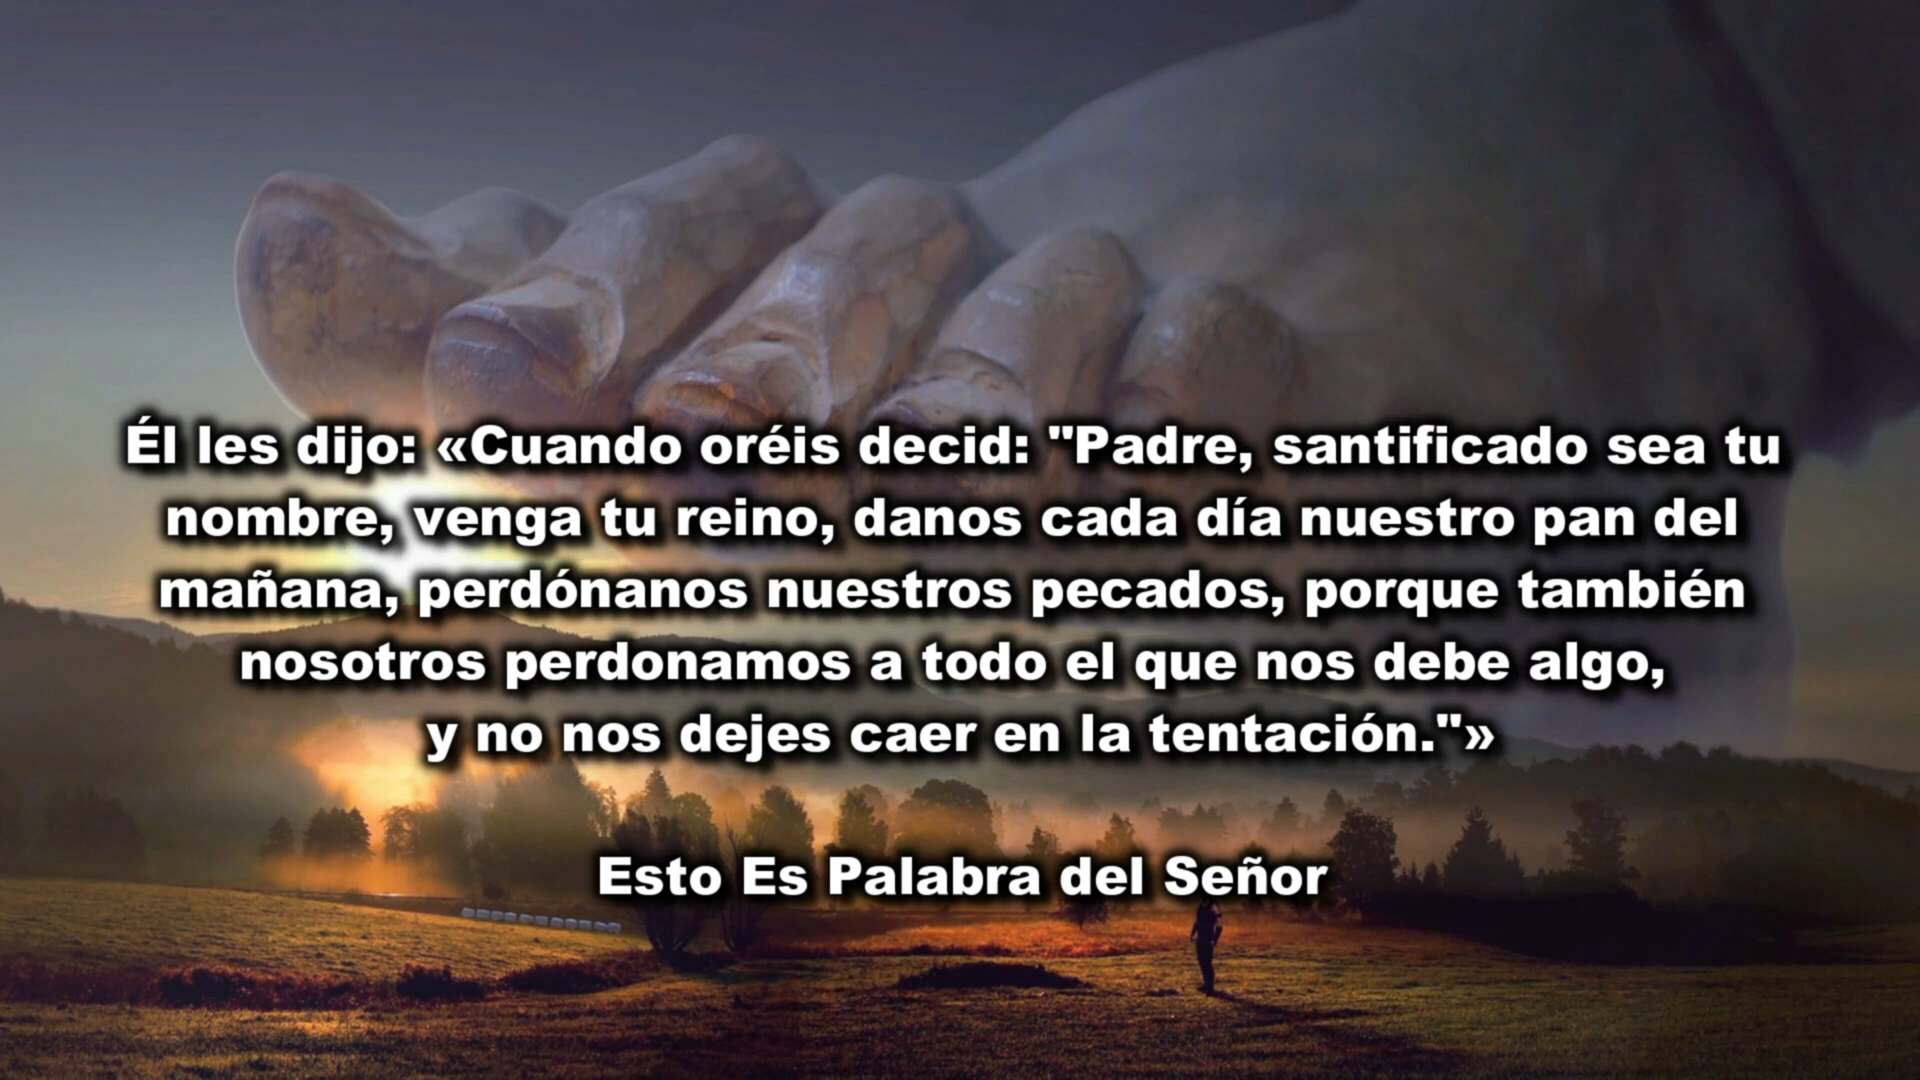 Él les dijo: «Cuando oréis decid: "Padre, santificado sea tu
nombre, venga tu reino, danos cada día nuestro pan del
mañana, perdónanos nuestros pecados, porque también
nosotros perdonamos a todo el que nos debe algo,
y no nos dejes caer en la tentación."»
Esto Es Palabra del Señor